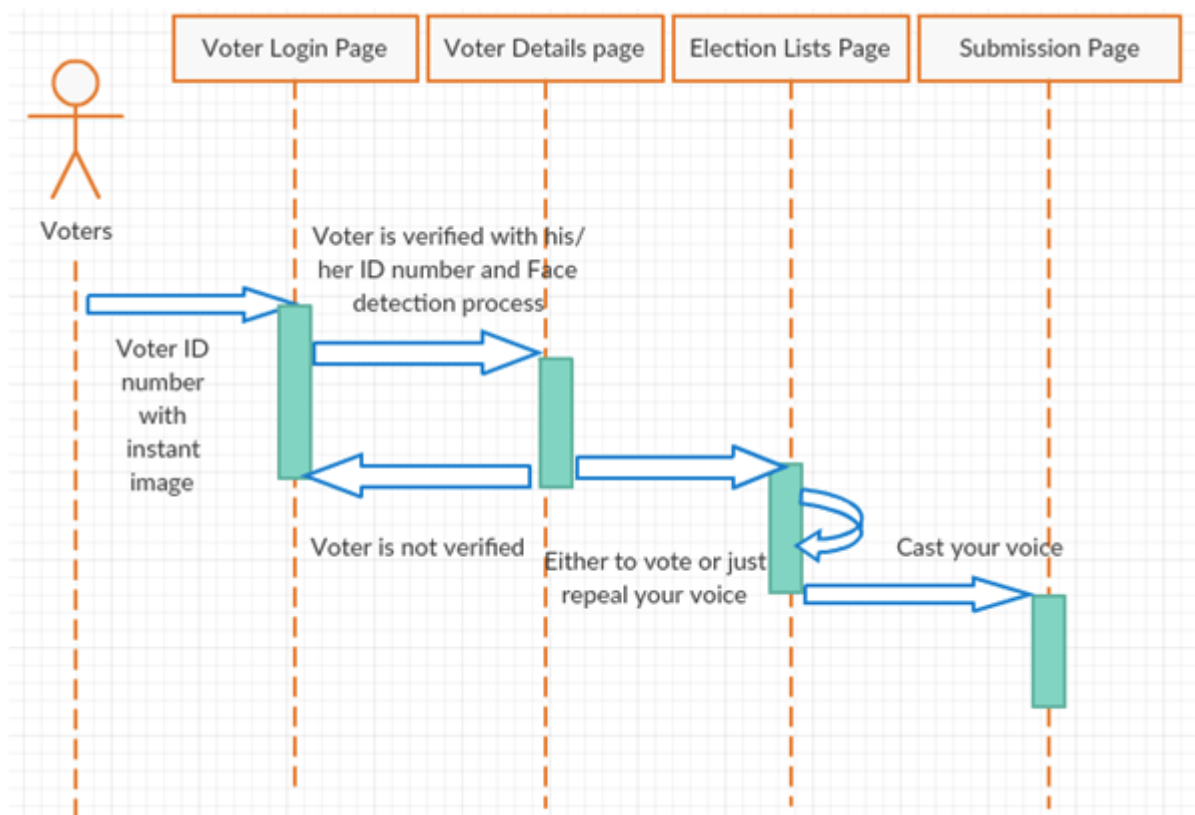 Voter Login Page
Voter Details page
Election Lists Page
Submission Page
Voters
Voter is verified with his/
her ID number and Face
detection process
Voter ID
number
with
instant
image
Voter is not verified
Either to vote or just
repeal your voice
Cast your voice